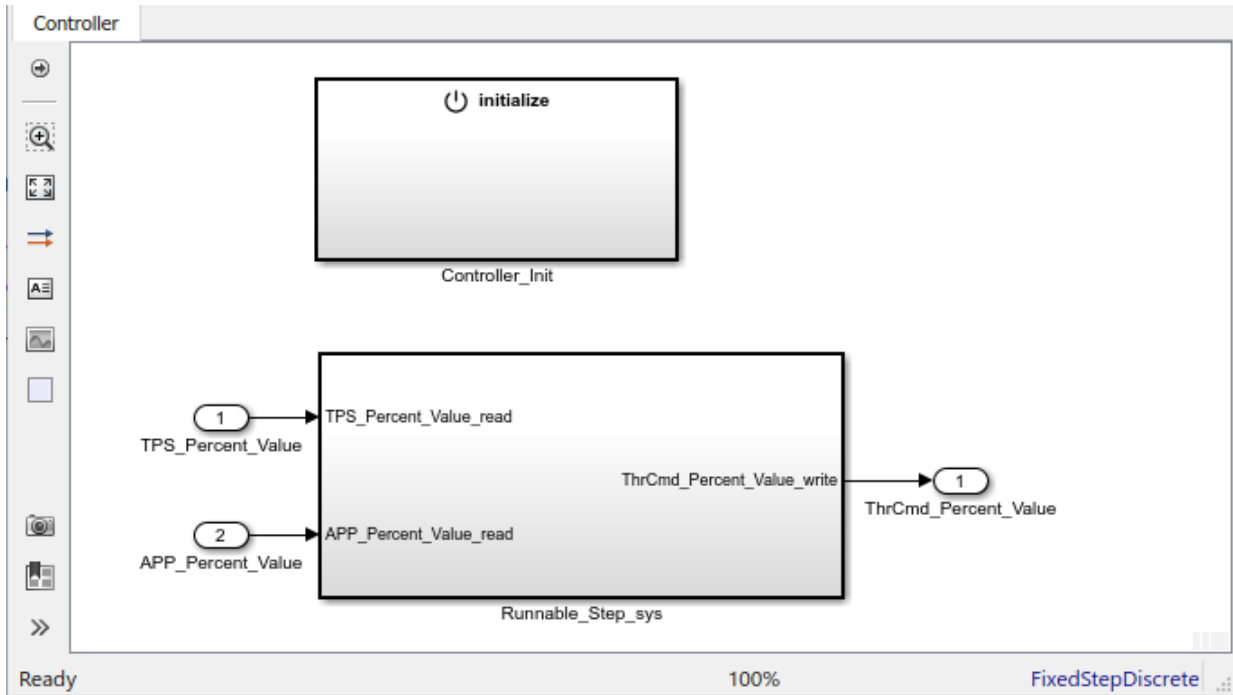 Controller
initialize
Controller_Init
1
TPS_Percent_Value
TPS_Percent_Value_read
ThrCmd_Percent_Value_write
1
ThrCmd_Percent_Value
2
APP_Percent_Value
APP_Percent_Value_read
Runnable_Step_sys
Ready
100%
FixedStepDiscrete